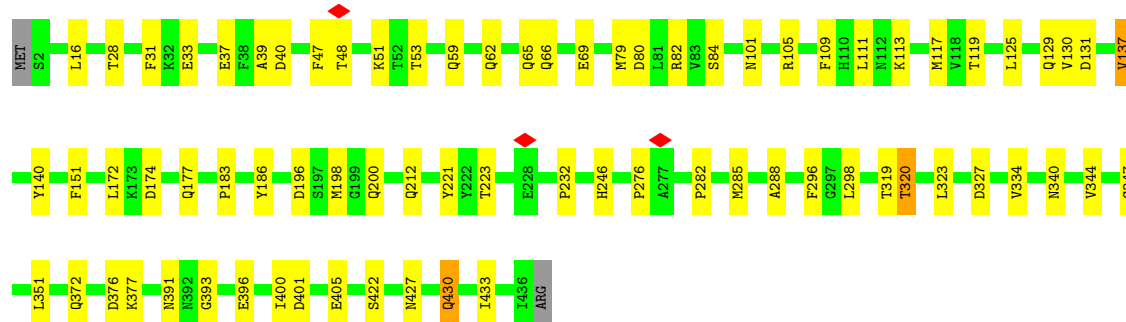 MET S2 L16 T28 F31 K32 E33 E37 F38 A39 D40 F47 T48 K51 T52 T53 Q59 Q62 Q65 Q66 E69 M79 D80 L81 R82 V83 S84 N101 R105 F109 H110 L111 N112 K113 M117 V118 T119 L125 Q129 V130 D131 V137
Y140 F151 L172 K173 D174 Q177 P183 Y186 D196 S197 M198 G199 Q200 Q212 Y221 Y222 T223 E228 P232 H246 P276 A277 P282 M285 A288 F296 G297 L298 T319 T320 L323 D327 V334 N340 V344
L351 Q372 D376 K377 N391 N392 G393 E396 I400 D401 E405 S422 N427 Q430 I433 I436 ARG